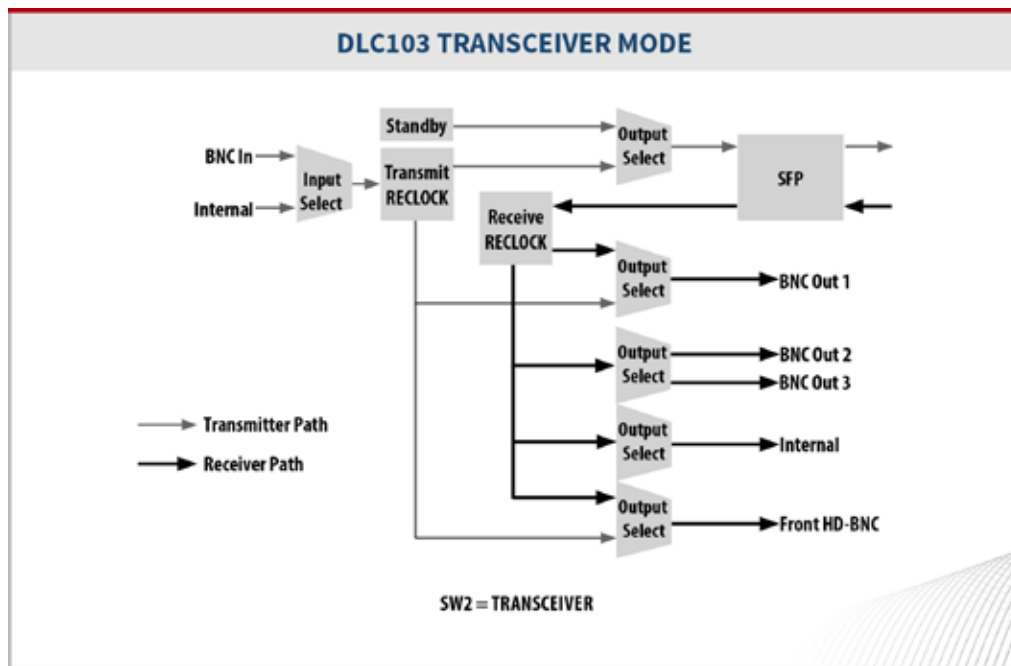 DLC103 TRANSCEIVER MODE
Standby
Output
Select
BNC In
Input
Select
Transmit
RECLOCK
SFP
Internal
Receive
RECLOCK
Output
Select
BNC Out 1
Output
Select
BNC Out 2
BNC Out 3
Transmitter Path
Output
Select
Internal
Receiver Path
Output
Select
Front HD-BNC
SW2 = TRANSCEIVER